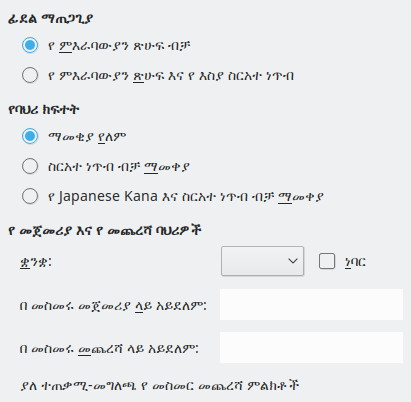 ፊደል ማጠጋጊያ
የ ምእራባውያን ጽሁፍ ብቻ
የ ምእራባውያን ጽሁፍ እና የ እስያ ስርአተ ነጥብ
የባህሪ ክፍተት
ማመቂያ የለም
ስርአተ ነጥብ ብቻ ማመቀያ
የ Japanese Kana እና ስርአተ ነጥብ ብቻ ማመቀያ
የ መጀመሪያ እና የ መጨረሻ ባህሪዎች
ቋንቋ: ነባር
በ መስመሩ መጀመሪያ ላይ አይደለም:
በ መስመሩ መጨረሻ ላይ አይደለም:
ያለ ተጠቃሚ-መግለጫ የ መስመር መጨረሻ ምልክቶች